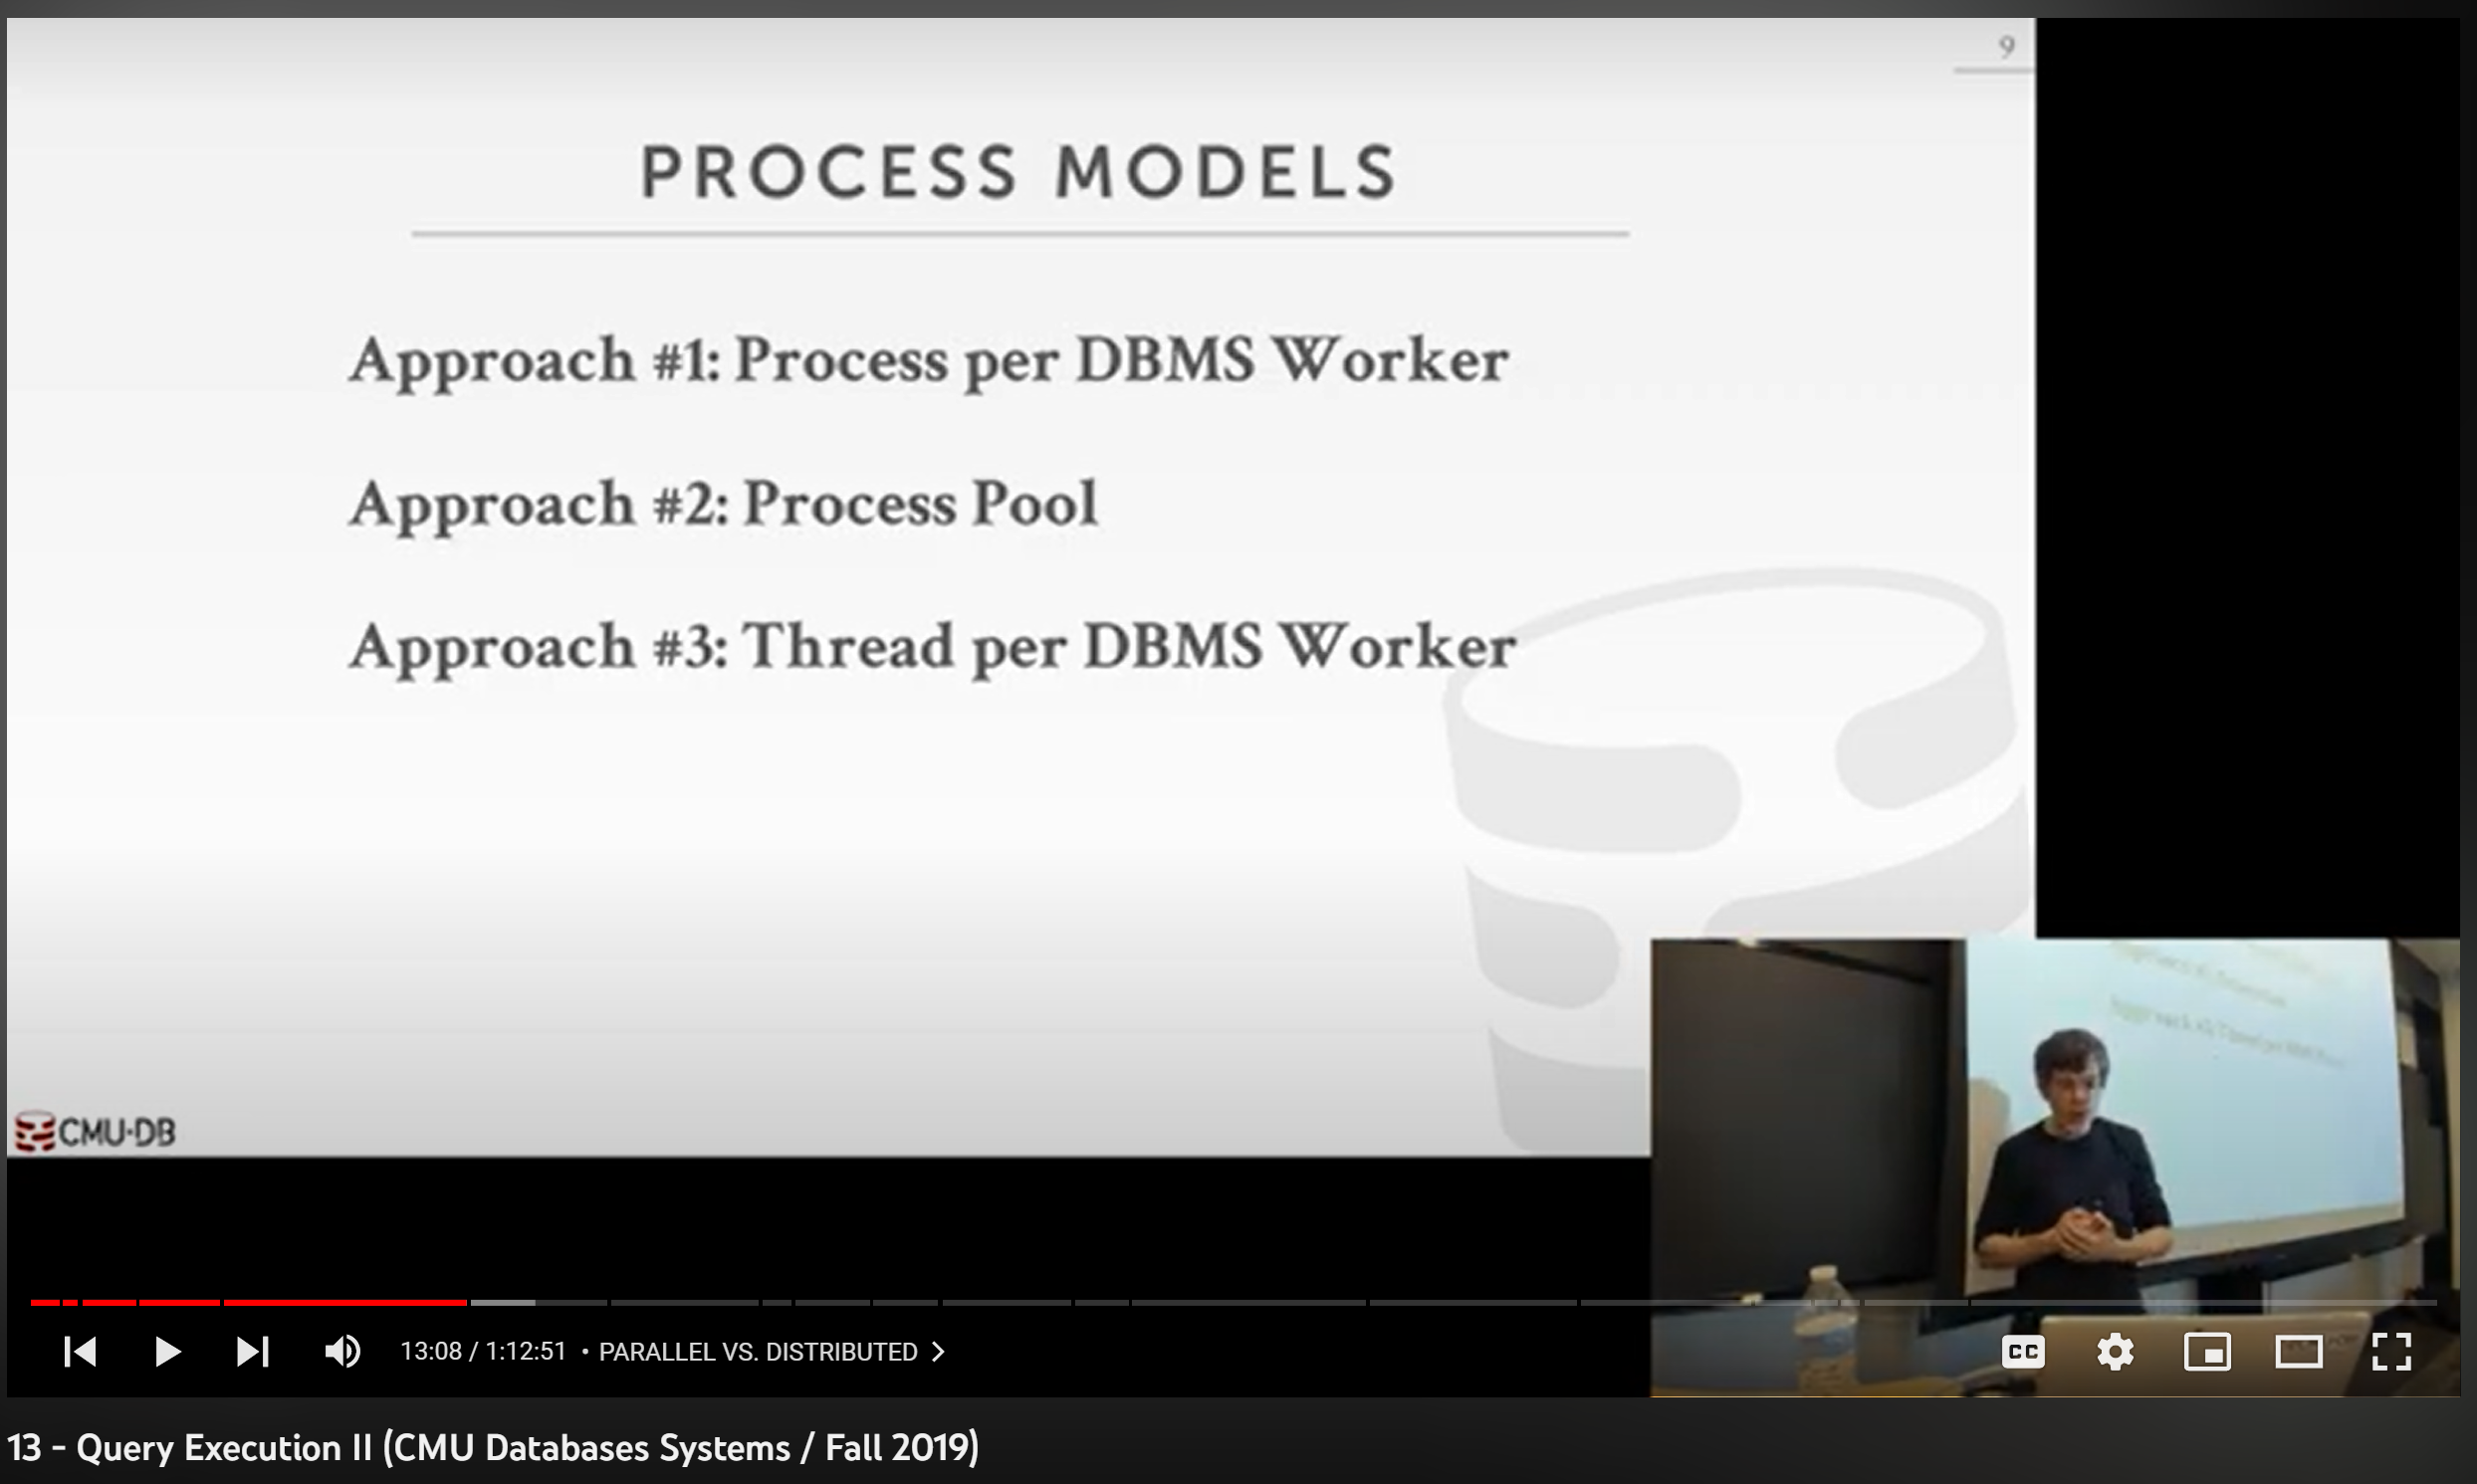 9
PROCESS MODELS
Approach #1: Process per DBMS Worker
Approach #2: Process Pool
Approach #3: Thread per DBMS Worker
CMU·DB
13:08 / 1:12:51 • PARALLEL VS. DISTRIBUTED >
CC
13 - Query Execution II (CMU Databases Systems / Fall 2019)